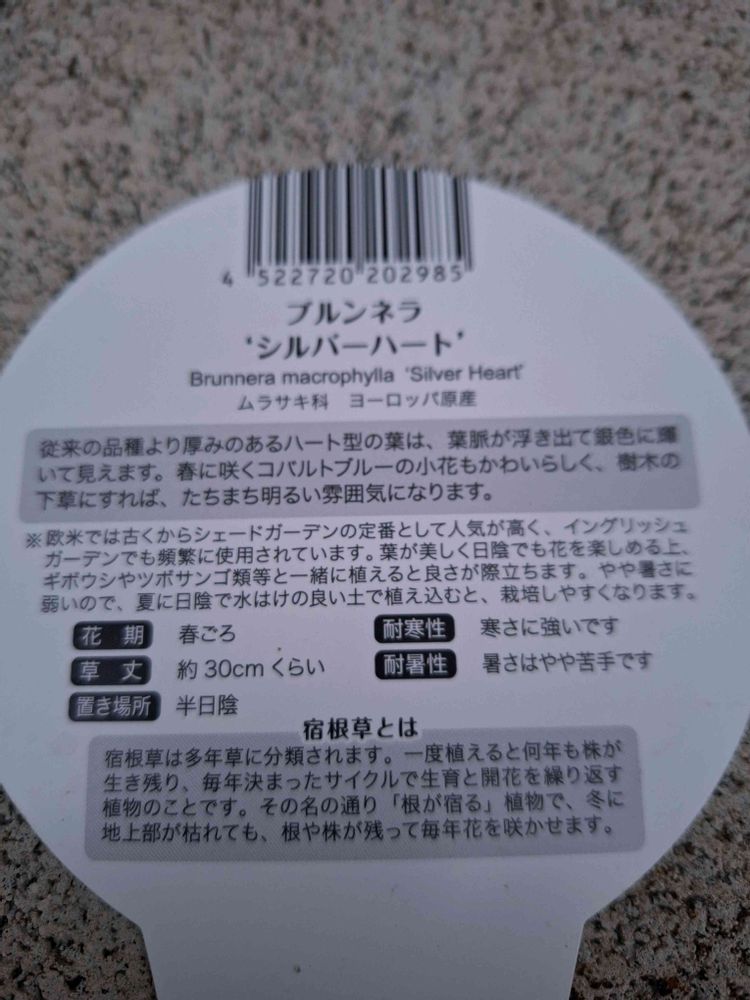 4 522720 202985
ブルンネラ
‘シルバーハート’
Brunnera macrophylla ‘Silver Heart’
ムラサキ科　ヨーロッパ原産
従来の品種より厚みのあるハート型の葉は、葉脈が浮き出て銀色に輝
いて見えます。春に咲くコバルトブルーの小花もかわいらしく、樹木の
下草にすれば、たちまち明るい雰囲気になります。
※欧米では古くからシェードガーデンの定番として人気が高く、イングリッシュ
ガーデンでも頻繁に使用されています。葉が美しく日陰でも花を楽しめる上、
ギボウシやツボサンゴ類等と一緒に植えると良さが際立ちます。やや暑さに
弱いので、夏に日陰で水はけの良い土で植え込むと、栽培しやすくなります。
花　期　春ごろ　耐寒性　寒さに強いです
草　丈　約30cmくらい　耐暑性　暑さはやや苦手です
置き場所　半日陰
宿根草とは
宿根草は多年草に分類されます。一度植えると何年も株が
生き残り、毎年決まったサイクルで生育と開花を繰り返す
植物のことです。その名の通り「根が宿る」植物で、冬に
地上部が枯れても、根や株が残って毎年花を咲かせます。